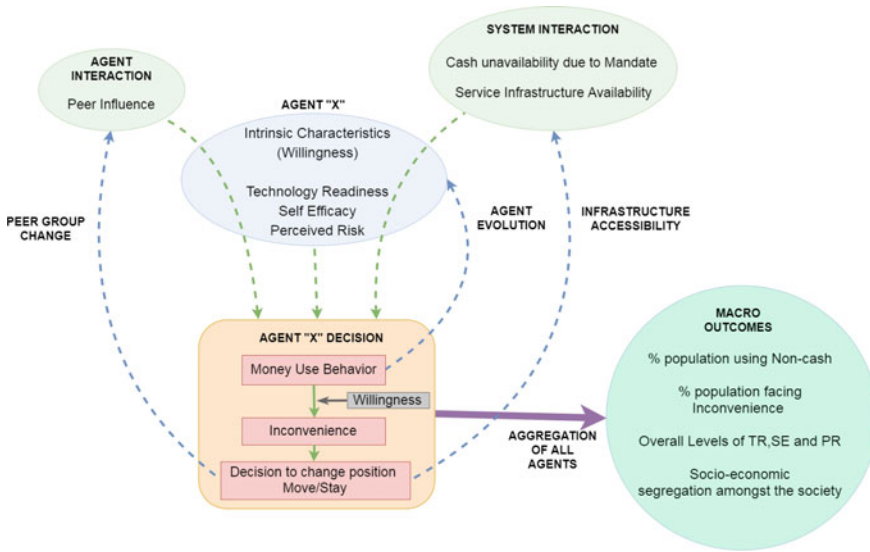 SYSTEM INTERACTION
Cash unavailability due to Mandate
Service Infrastructure Availability
AGENT
INTERACTION
Peer Influence
AGENT "X"
Intrinsic Characteristics
(Willingness)
Technology Readiness
Self Efficacy
Perceived Risk
PEER GROUP
CHANGE
AGENT
EVOLUTION
INFRASTRUCTURE
ACCESSIBILITY
AGENT "X" DECISION
Money Use Behavior
Willingness
Inconvenience
Decision to change position
Move/Stay
AGGREGATION
OF ALL
AGENTS
MACRO
OUTCOMES
% population using Non-cash
% population facing
Inconvenience
Overall Levels of TR,SE and PR
Socio-economic
segregation amongst the society